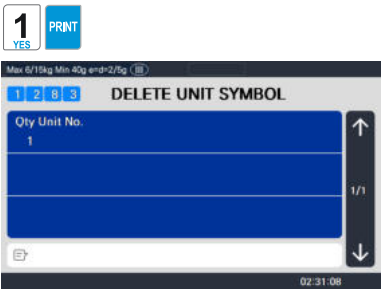 1 YES PRINT
Max 6/15kg Min 40g e=d=2/5g (III)
1 2 8 3 DELETE UNIT SYMBOL
Qty Unit No.
1
1/1
02:31:08